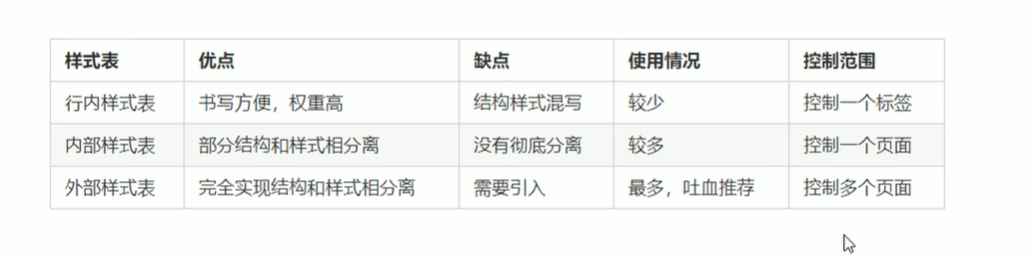 样式表 优点 缺点 使用情况 控制范围
行内样式表 书写方便，权重高 结构样式混写 较少 控制一个标签
内部样式表 部分结构和样式相分离 没有彻底分离 较多 控制一个页面
外部样式表 完全实现结构和样式相分离 需要引入 最多，吐血推荐 控制多个页面